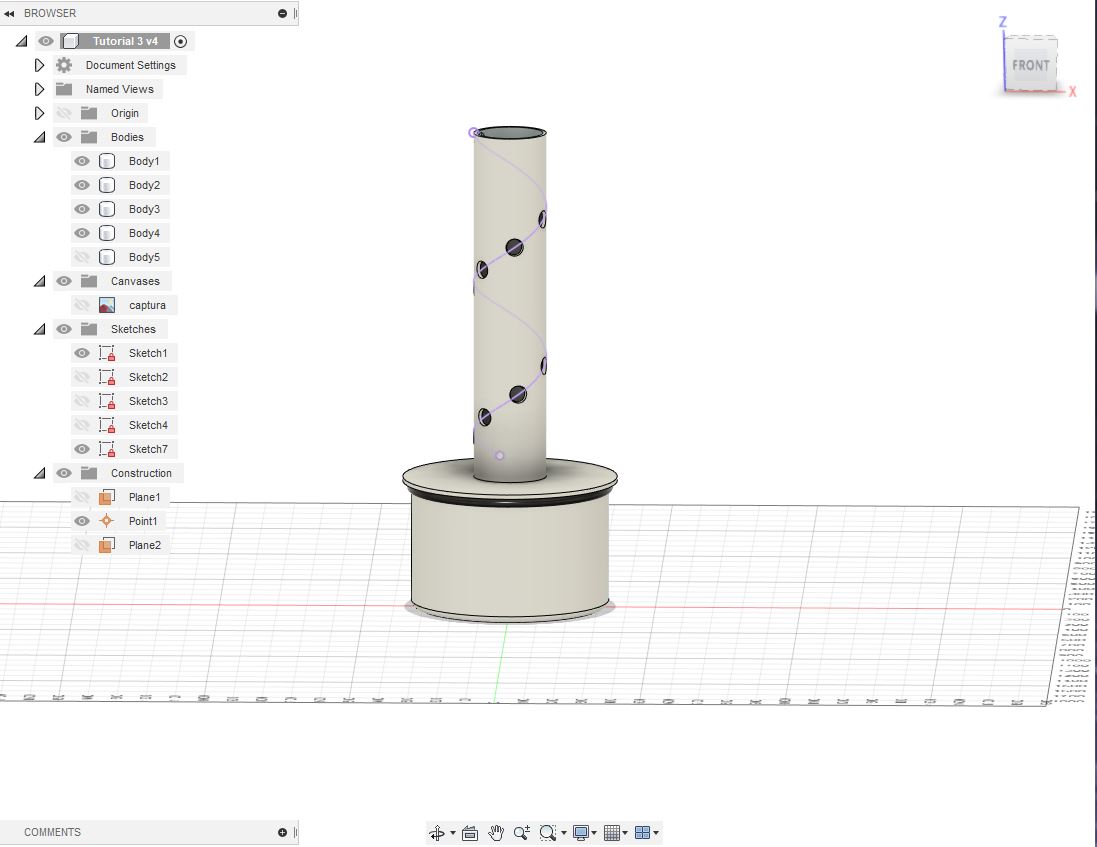 BROWSER
Tutorial 3 v4
Document Settings
Named Views
Origin
Bodies
Body1
Body2
Body3
Body4
Body5
Canvases
captura
Sketches
Sketch1
Sketch2
Sketch3
Sketch4
Sketch7
Construction
Plane1
Point1
Plane2
Z
FRONT
X
COMMENTS